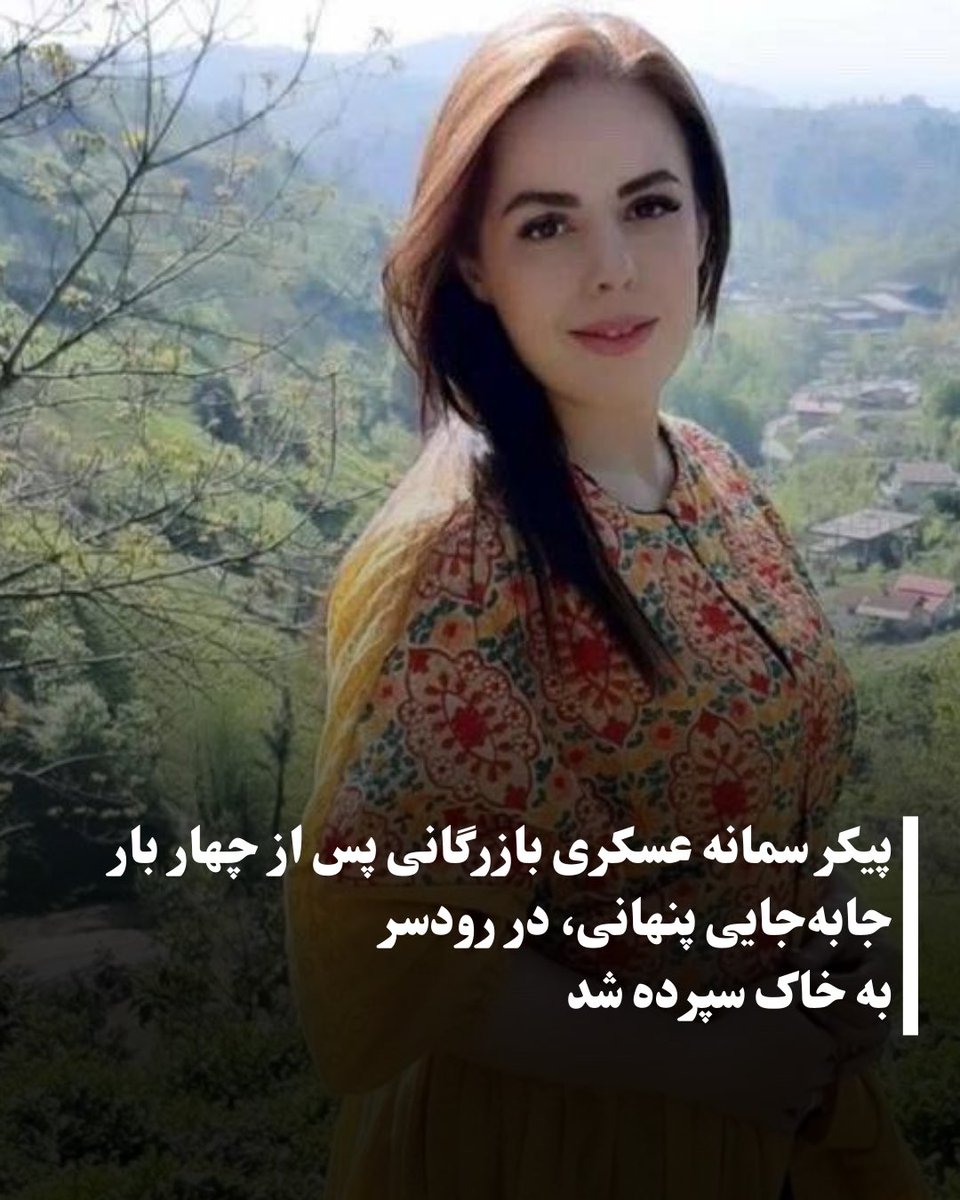 پیکر سمانه عسکری بازرگانی پس از چهار بار
جابه‌جایی پنهانی، در رودسر
به خاک سپرده شد